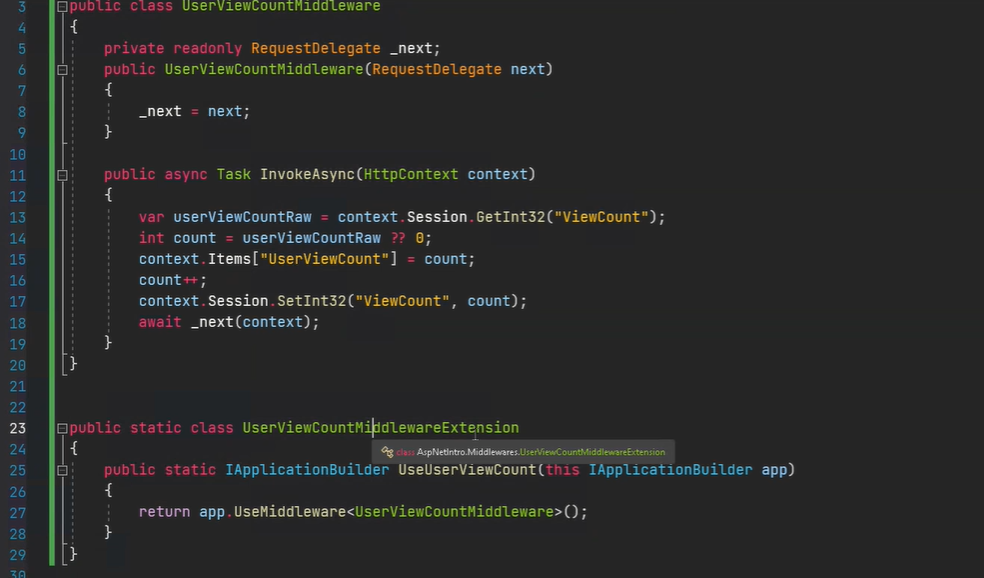 3 public class UserViewCountMiddleware
4 {
5 private readonly RequestDelegate _next;
6 public UserViewCountMiddleware(RequestDelegate next)
7 {
8 _next = next;
9 }
10
11 public async Task InvokeAsync(HttpContext context)
12 {
13 var userViewCountRaw = context.Session.GetInt32("ViewCount");
14 int count = userViewCountRaw ?? 0;
15 context.Items["UserViewCount"] = count;
16 count++;
17 context.Session.SetInt32("ViewCount", count);
18 await _next(context);
19 }
20 }
21
22
23 public static class UserViewCountMiddlewareExtension
24 {
class AspNetIntro.Middlewares.UserViewCountMiddlewareExtension
25 public static IApplicationBuilder UseUserViewCount(this IApplicationBuilder app)
26 {
27 return app.UseMiddleware<UserViewCountMiddleware>();
28 }
29 }
30